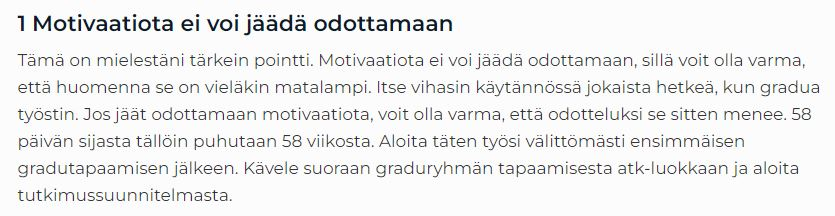 1 Motivaatiota ei voi jäädä odottamaan
Tämä on mielestäni tärkein pointti. Motivaatiota ei voi jäädä odottamaan, sillä voit olla varma,
että huomenna se on vieläkin matalampi. Itse vihasin käytännössä jokaista hetkeä, kun gradua
työstin. Jos jäät odottamaan motivaatiota, voit olla varma, että odotteluksi se sitten menee. 58
päivän sijasta tällöin puhutaan 58 viikosta. Aloita täten työsi välittömästi ensimmäisen
gradutapaamisen jälkeen. Kävele suoraan graduryhmän tapaamisesta atk-luokkaan ja aloita
tutkimussuunnitelmasta.